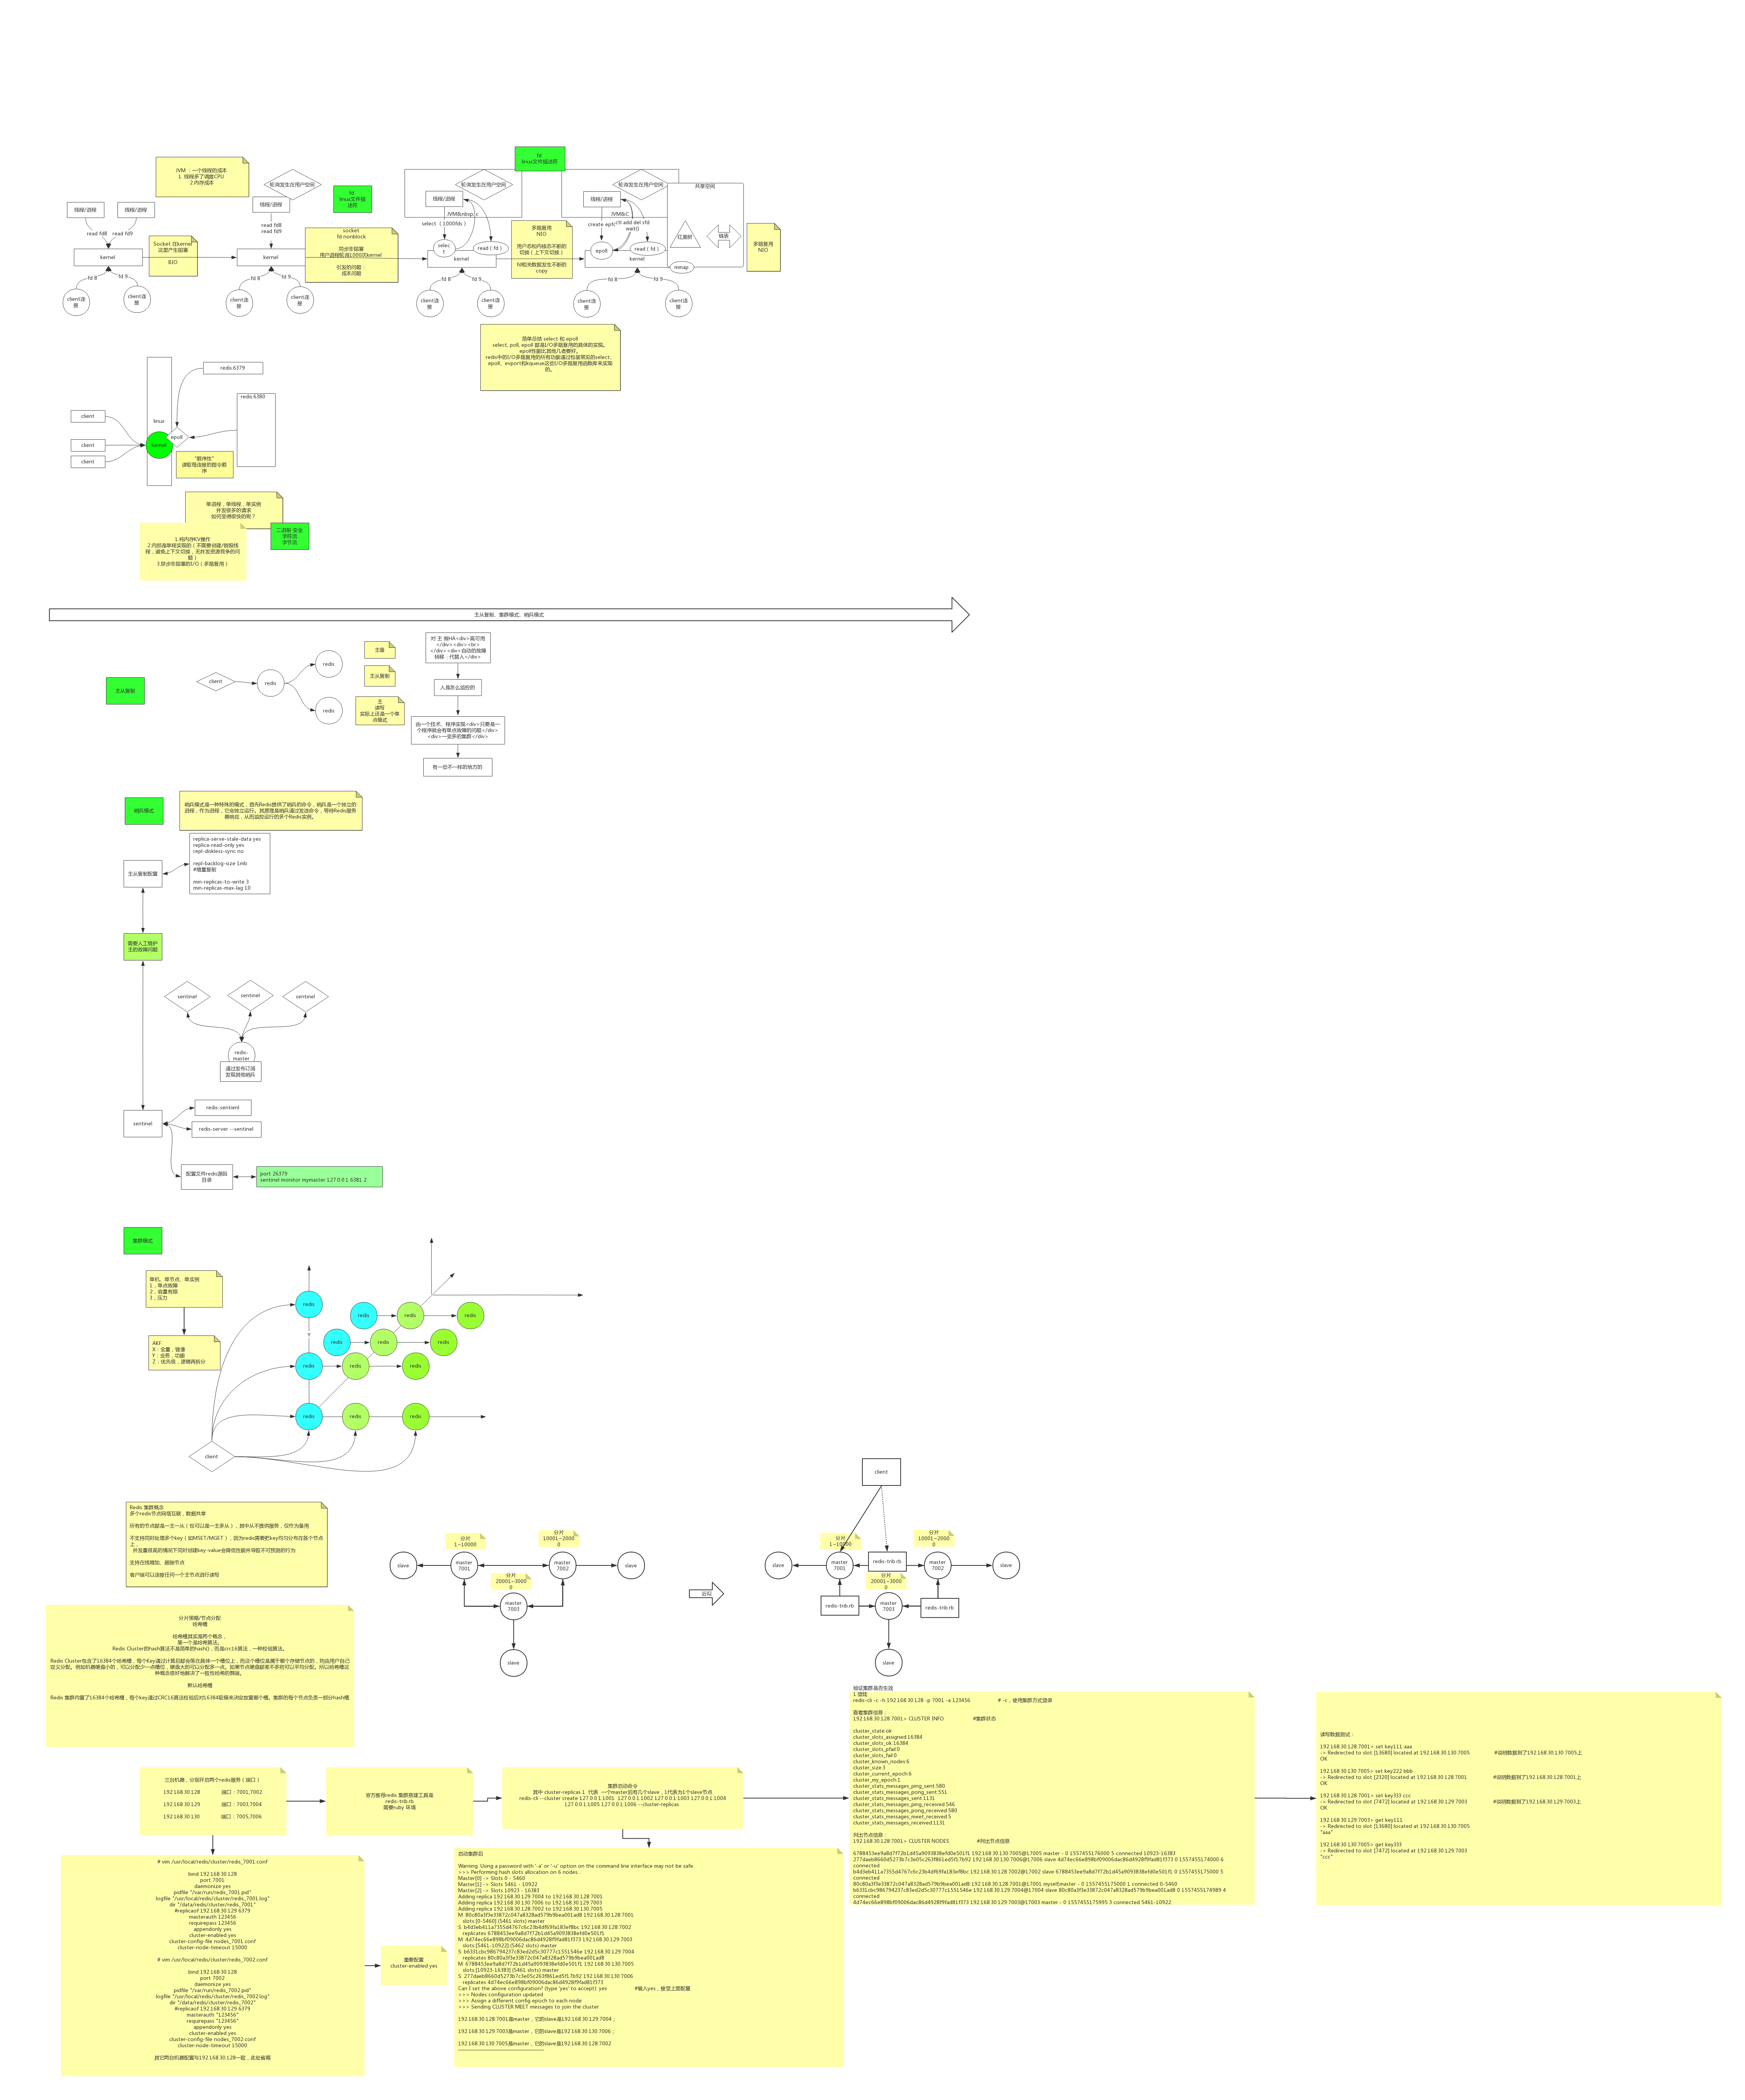 fd
linux文件描述符
JVM ：一个线程的成本
1 线程多了调度CPU
2.内存成本
轮询发生在用户空间
fd
linux文件描
述符
线程/进程
线程/进程
read fd8
read fd9
线程/进程
read fd8
read fd9
Socket 在kernel
这里产生阻塞
BIO
kernel
fd 8
fd 9
client连
接
client连
接
socket
fd nonblock
同步非阻塞
用户进程轮询1000次kernel
引发的问题：
成本问题
kernel
fd 8
fd 9
client连
接
client连
接
轮询发生在用户空间
线程/进程
JVM&nbsp;c
select（1000fds）
selec
t
read（fd）
kernel
fd 8
fd 9
client连
接
client连
接
多路复用
NIO
用户态和内核态不断的
切换（上下文切换）
fd相关数据发生不断的
copy
轮询发生在用户空间
线程/进程
JVM&C
create epfc
ctl add del sfd
wait()
epoll
read（fd）
kernel
fd 8
fd 9
client连
接
client连
接
共享空间
红黑树
链表
mmap
多路复用
NIO
简单总结 select 和 epoll
select, poll, epoll 都是I/O多路复用的具体的实现。
epoll性能比其他几者要好。
redis中的I/O多路复用的所有功能通过包装常见的select、
epoll、evport和kqueue这些I/O多路复用函数库来实现
的。
redis:6379
redis:6380
linux
client
client
client
kernel
epoll
"顺序性"
读取每连接的指令顺
序
单进程，单线程，单实例
并发很多的请求
如何变得很快的呢？
二进制 安全
字符流
字节流
1.纯内存KV操作
2.内部是单程实现的（不需要创建/销毁线
程，避免上下文切换，无并发资源竞争的问
题）
3.异步非阻塞的I/O（多路复用）
主从复制、集群模式、哨兵模式
主从复制
client
redis
redis
redis
主备
主从复制
主
读写
实际上还是一个单
点模式
对 主 做HA<div>高可用
</div><div><br>
</div><div>自动的故障
转移：代替人</div>
人是怎么监控的
由一个技术、程序实现<div>只要是一
个程序就会有单点故障的问题</div>
<div>一变多的集群</div>
有一些不一样的地方的
哨兵模式
哨兵模式是一种特殊的模式，首先Redis提供了哨兵的命令，哨兵是一个独立的
进程，作为进程，它会独立运行。其原理是哨兵通过发送命令，等待Redis服务
器响应，从而监控运行的多个Redis实例。
主从复制配置
replica-serve-stale-data yes
replica-read-only yes
repl-diskless-sync no
repl-backlog-size 1mb
#增量复制
min-replicas-to-write 3
min-replicas-max-lag 10
需要人工维护
主的故障问题
sentinel
sentinel
sentinel
redis-
master
通过发布订阅
发现其他哨兵
sentinel
redis-sentienl
redis-server --sentinel
配置文件redis源码
目录
port 26379
sentinel monitor mymaster 127.0.0.1 6381 2
集群模式
单机、单节点、单实例
1，单点故障
2，容量有限
3，压力
AKF
X：全量，镜像
Y：业务，功能
Z：优先级，逻辑再拆分
redis
redis
redis
redis
redis
redis
redis
redis
redis
redis
redis
redis
redis
client
Redis 集群概念
多个redis节点网络互联，数据共享
所有的节点都是一主一从（也可以是一主多从），其中从不提供服务，仅作为备用
不支持同时处理多个key（如MSET/MGET），因为redis需要把key均匀分布在各个节点
上，
并发量很高的情况下同时创建key-value会降低性能并导致不可预测的行为
支持在线增加、删除节点
客户端可以连接任何一个主节点进行读写
分片
1~10000
分片
10001~2000
0
slave
master
7001
master
7002
slave
分片
20001~3000
0
master
7003
slave
近似
client
分片
1~10000
分片
10001~2000
0
slave
master
7001
redis-trib.rb
master
7002
slave
分片
20001~3000
0
redis-trib.rb
master
7003
redis-trib.rb
slave
分片策略/节点分配
哈希槽
哈希槽其实是两个概念，
第一个是哈希算法。
Redis Cluster的hash算法不是简单的hash()，而是crc16算法，一种校验算法。
Redis Cluster包含了16384个哈希槽，每个Key通过计算后都会落在具体一个槽位上，而这个槽位是属于哪个存储节点的，则由用户自己
定义分配。例如机器硬盘小的，可以分配少一点槽位，硬盘大的可以分配多一点。如果节点硬盘都差不多则可以平均分配。所以哈希槽这
种概念很好地解决了一致性哈希的弊端。
默认哈希槽
Redis 集群内置了16384个哈希槽，每个key通过CRC16算法校验后对16384取模来决定放置哪个槽。集群的每个节点负责一部分hash槽
三台机器，分别开启两个redis服务（端口）
192.168.30.128 端口：7001,7002
192.168.30.129 端口：7003,7004
192.168.30.130 端口：7005,7006
官方推荐redis 集群搭建工具是
redis-trib.rb
需要ruby 环境
集群启动命令
其中 cluster-replicas 1 代表 一个master后有几个slave，1代表为1个slave节点
redis-cli --cluster create 127.0.0.1:1001 127.0.0.1:1002 127.0.0.1:1003 127.0.0.1:1004
127.0.0.1:1005 127.0.0.1:1006 --cluster-replicas
验证集群是否生效
1.登陆
redis-cli -c -h 192.168.30.128 -p 7001 -a 123456 # -c，使用集群方式登录
查看集群信息：
192.168.30.128:7001> CLUSTER INFO #集群状态
cluster_state:ok
cluster_slots_assigned:16384
cluster_slots_ok:16384
cluster_slots_pfail:0
cluster_slots_fail:0
cluster_known_nodes:6
cluster_size:3
cluster_current_epoch:6
cluster_my_epoch:1
cluster_stats_messages_ping_sent:580
cluster_stats_messages_pong_sent:551
cluster_stats_messages_sent:1131
cluster_stats_messages_ping_received:546
cluster_stats_messages_pong_received:580
cluster_stats_messages_meet_received:5
cluster_stats_messages_received:1131
列出节点信息：
192.168.30.128:7001> CLUSTER NODES #列出节点信息
6788453ee9a8d7f72b1d45a9093838efd0e501f1 192.168.30.130:7005@17005 master - 0 1557455176000 5 connected 10923-16383
277daeb8660d5273b7c3e05c263f861ed5f17b92 192.168.30.130:7006@17006 slave 4d74ec66e898bf09006dac86d4928f9fad81f373 0 1557455174000 6
connected
b4d3eb411a7355d4767c6c23b4df69fa183ef8bc 192.168.30.128:7002@17002 slave 6788453ee9a8d7f72b1d45a9093838efd0e501f1 0 1557455175000 5
connected
80c80a3f3e33872c047a8328ad579b9bea001ad8 192.168.30.128:7001@17001 myself,master - 0 1557455175000 1 connected 0-5460
b6331cbc986794237c83ed2d5c30777c1551546e 192.168.30.129:7004@17004 slave 80c80a3f3e33872c047a8328ad579b9bea001ad8 0 1557455174989 4
connected
4d74ec66e898bf09006dac86d4928f9fad81f373 192.168.30.129:7003@17003 master - 0 1557455175995 3 connected 5461-10922
读写数据测试：
192.168.30.128:7001> set key111 aaa
-> Redirected to slot [13680] located at 192.168.30.130:7005 #说明数据到了192.168.30.130:7005上
OK
192.168.30.130:7005> set key222 bbb
-> Redirected to slot [2320] located at 192.168.30.128:7001 #说明数据到了192.168.30.128:7001上
OK
192.168.30.128:7001> set key333 ccc
-> Redirected to slot [7472] located at 192.168.30.129:7003 #说明数据到了192.168.30.129:7003上
OK
192.168.30.129:7003> get key111
-> Redirected to slot [13680] located at 192.168.30.130:7005
"aaa"
192.168.30.130:7005> get key333
-> Redirected to slot [7472] located at 192.168.30.129:7003
"ccc"
# vim /usr/local/redis/cluster/redis_7001.conf
bind 192.168.30.128
port 7001
daemonize yes
pidfile "/var/run/redis_7001.pid"
logfile "/usr/local/redis/cluster/redis_7001.log"
dir "/data/redis/cluster/redis_7001"
#replicaof 192.168.30.129 6379
masterauth 123456
requirepass 123456
appendonly yes
cluster-enabled yes
cluster-config-file nodes_7001.conf
cluster-node-timeout 15000
# vim /usr/local/redis/cluster/redis_7002.conf
bind 192.168.30.128
port 7002
daemonize yes
pidfile "/var/run/redis_7002.pid"
logfile "/usr/local/redis/cluster/redis_7002.log"
dir "/data/redis/cluster/redis_7002"
#replicaof 192.168.30.129 6379
masterauth "123456"
requirepass "123456"
appendonly yes
cluster-enabled yes
cluster-config-file nodes_7002.conf
cluster-node-timeout 15000
其它两台机器配置与192.168.30.128一致，此处省略
重要配置
cluster-enabled yes
启动集群后
Warning: Using a password with '-a' or '-u' option on the command line interface may not be safe.
>>> Performing hash slots allocation on 6 nodes...
Master[0] -> Slots 0 - 5460
Master[1] -> Slots 5461 - 10922
Master[2] -> Slots 10923 - 16383
Adding replica 192.168.30.129:7004 to 192.168.30.128:7001
Adding replica 192.168.30.130:7006 to 192.168.30.129:7003
Adding replica 192.168.30.128:7002 to 192.168.30.130:7005
M: 80c80a3f3e33872c047a8328ad579b9bea001ad8 192.168.30.128:7001
slots:[0-5460] (5461 slots) master
S: b4d3eb411a7355d4767c6c23b4df69fa183ef8bc 192.168.30.128:7002
replicates 6788453ee9a8d7f72b1d45a9093838efd0e501f1
M: 4d74ec66e898bf09006dac86d4928f9fad81f373 192.168.30.129:7003
slots:[5461-10922] (5462 slots) master
S: b6331cbc986794237c83ed2d5c30777c1551546e 192.168.30.129:7004
replicates 80c80a3f3e33872c047a8328ad579b9bea001ad8
M: 6788453ee9a8d7f72b1d45a9093838efd0e501f1 192.168.30.130:7005
slots:[10923-16383] (5461 slots) master
S: 277daeb8660d5273b7c3e05c263f861ed5f17b92 192.168.30.130:7006
replicates 4d74ec66e898bf09006dac86d4928f9fad81f373
Can I set the above configuration? (type 'yes' to accept): yes #输入yes，接受上面配置
>>> Nodes configuration updated
>>> Assign a different config epoch to each node
>>> Sending CLUSTER MEET messages to join the cluster
192.168.30.128:7001是master，它的slave是192.168.30.129:7004；
192.168.30.129:7003是master，它的slave是192.168.30.130:7006；
192.168.30.130:7005是master，它的slave是192.168.30.128:7002